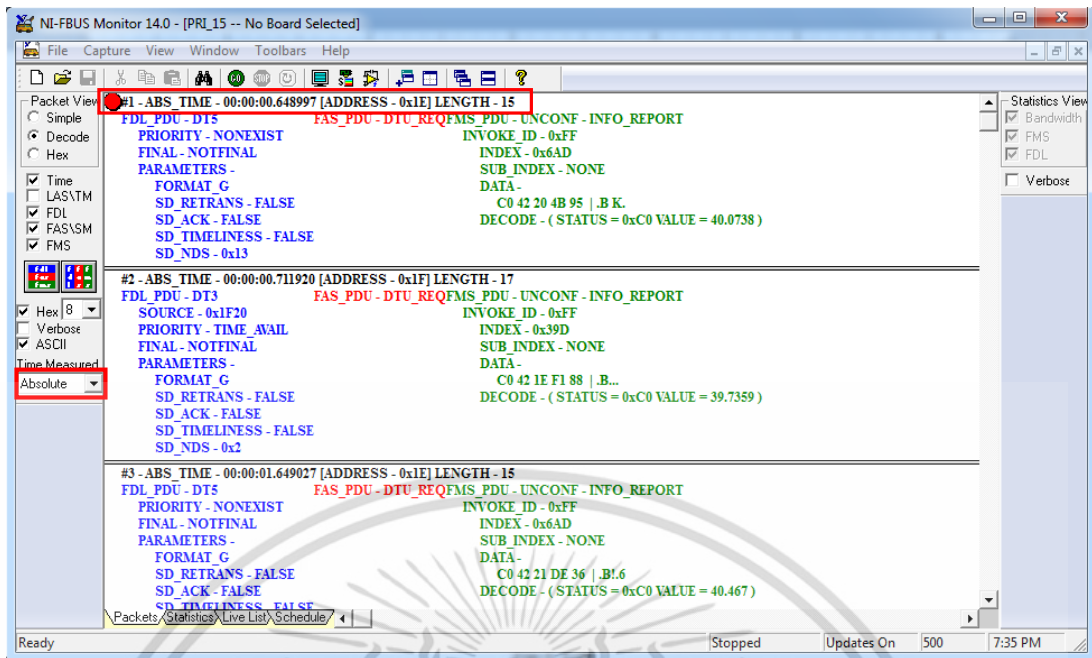 NI-FBUS Monitor 14.0 - [PRI_15 -- No Board Selected]
File Capture View Window Toolbars Help
Packet View
Simple
Decode
Hex
Time
LAS\TM
FDL
FAS\SM
FMS
Hex 8
Verbose
ASCII
Time Measured
Absolute
#1 - ABS_TIME - 00:00:00.648997 [ADDRESS - 0x1E] LENGTH - 15
FDL_PDU - DT5 FAS_PDU - DTU_REQ FMS_PDU - UNCONF - INFO_REPORT
PRIORITY - NONEXIST INVOKE_ID - 0xFF
FINAL - NOTFINAL INDEX - 0x6AD
PARAMETERS - SUB_INDEX - NONE
FORMAT_G DATA -
SD_RETRANS - FALSE C0 42 20 4B 95 | .B K.
SD_ACK - FALSE DECODE - ( STATUS = 0xC0 VALUE = 40.0738 )
SD_TIMELINESS - FALSE
SD_NDS - 0x13
#2 - ABS_TIME - 00:00:00.711920 [ADDRESS - 0x1F] LENGTH - 17
FDL_PDU - DT3 FAS_PDU - DTU_REQ FMS_PDU - UNCONF - INFO_REPORT
SOURCE - 0x1F20 INVOKE_ID - 0xFF
PRIORITY - TIME_AVAIL INDEX - 0x39D
FINAL - NOTFINAL SUB_INDEX - NONE
PARAMETERS - DATA -
FORMAT_G C0 42 1E F1 88 | .B...
SD_RETRANS - FALSE DECODE - ( STATUS = 0xC0 VALUE = 39.7359 )
SD_ACK - FALSE
SD_TIMELINESS - FALSE
SD_NDS - 0x2
#3 - ABS_TIME - 00:00:01.649027 [ADDRESS - 0x1E] LENGTH - 15
FDL_PDU - DT5 FAS_PDU - DTU_REQ FMS_PDU - UNCONF - INFO_REPORT
PRIORITY - NONEXIST INVOKE_ID - 0xFF
FINAL - NOTFINAL INDEX - 0x6AD
PARAMETERS - SUB_INDEX - NONE
FORMAT_G DATA -
SD_RETRANS - FALSE C0 42 21 DE 36 | .B!.6
SD_ACK - FALSE DECODE - ( STATUS = 0xC0 VALUE = 40.467 )
SD_TIMELINESS - FALSE
Packets Statistics Live List Schedule
Statistics View
Bandwidth
FMS
FDL
Verbose
Ready Stopped Updates On 500 7:35 PM